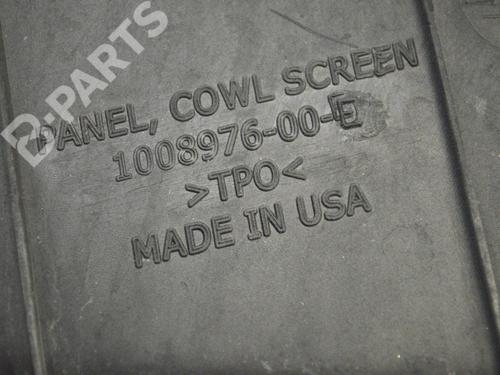 B-PARTS
PANEL, COWL SCREEN
1008976-00-E
>TPO<
MADE IN USA